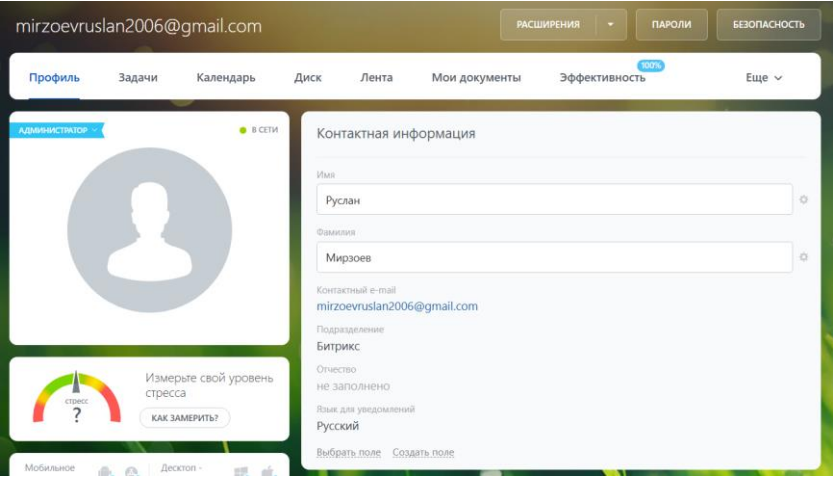 mirzoevruslan2006@gmail.com
РАСШИРЕНИЯ
ПАРОЛИ
БЕЗОПАСНОСТЬ
Профиль
Задачи
Календарь
Диск
Лента
Мои документы
Эффективность
100%
Еще
АДМИНИСТРАТОР
В СЕТИ
Контактная информация
Имя
Руслан
Фамилия
Мирзоев
Контактный e-mail
mirzoevruslan2006@gmail.com
Подразделение
Битрикс
Отчество
не заполнено
Язык для уведомлений
Русский
Выбрать поле Создать поле
Измерьте свой уровень
стресса
стресс
?
КАК ЗАМЕРИТЬ?
Мобильное
Десктоп -